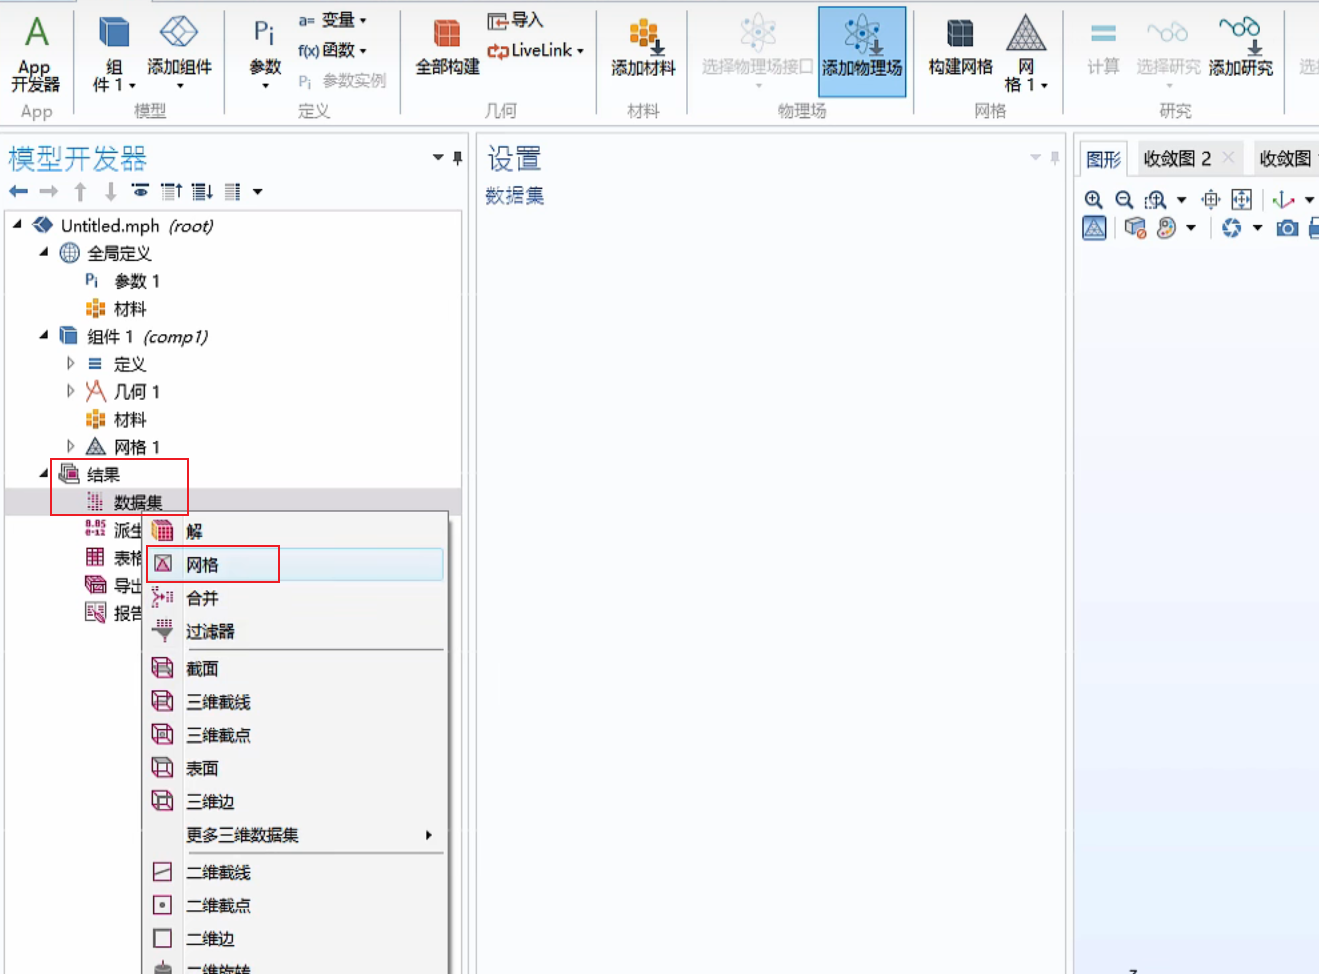 App
开发器
App
组
件 1
添加组件
模型
Pi
参数
a= 变量
f(x) 函数
Pi 参数实例
定义
全部构建
导入
LiveLink
几何
添加材料
材料
选择物理场接口
添加物理场
物理场
构建网格
网
格 1
网格
计算
选择研究
添加研究
研究
选
模型开发器
设置
数据集
图形
收敛图 2
收敛图
Untitled.mph (root)
全局定义
Pi 参数 1
材料
组件 1 (comp1)
定义
几何 1
材料
网格 1
结果
数据集
派生
表格
导出
报告
解
网格
合并
过滤器
截面
三维截线
三维截点
表面
三维边
更多三维数据集
二维截线
二维截点
二维边
二维旋转